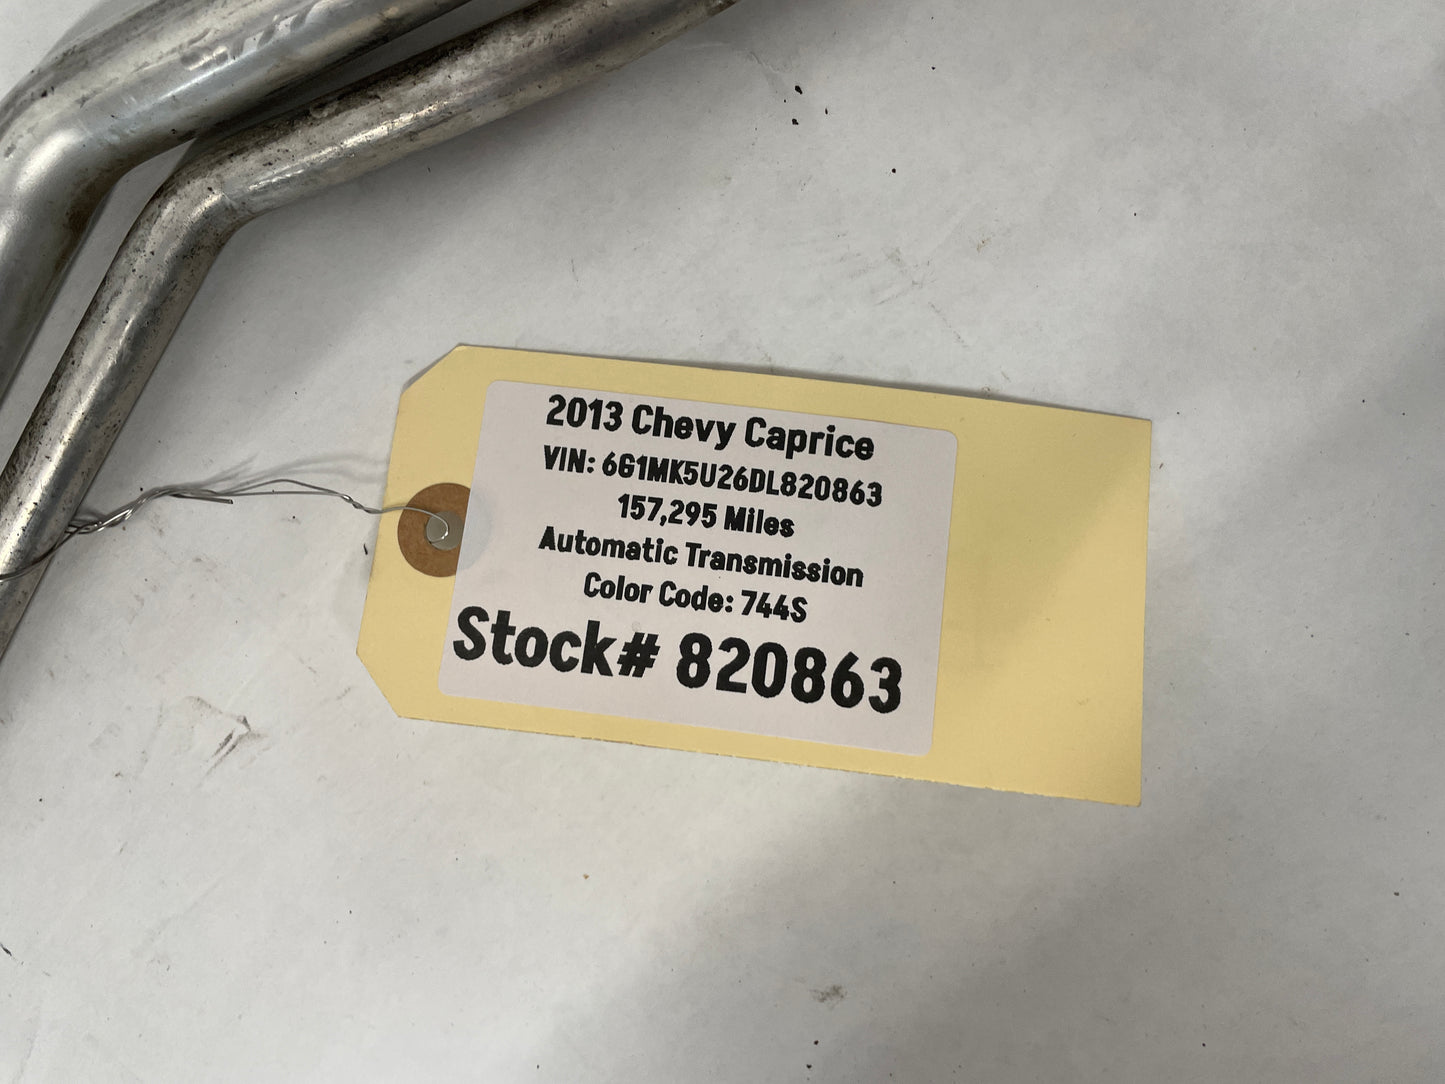 2013 Chevy Caprice
VIN: 6G1MK5U26DL820863
157,295 Miles
Automatic Transmission
Color Code: 744S
Stock# 820863